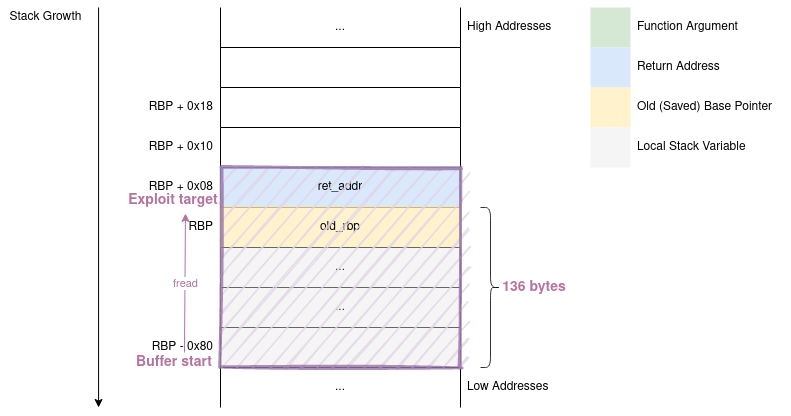 Stack Growth
...
High Addresses
Function Argument
Return Address
RBP + 0x18
Old (Saved) Base Pointer
RBP + 0x10
Local Stack Variable
RBP + 0x08
ret_addr
Exploit target
RBP
old_rbp
...
fread
136 bytes
...
RBP - 0x80
Buffer start
...
Low Addresses